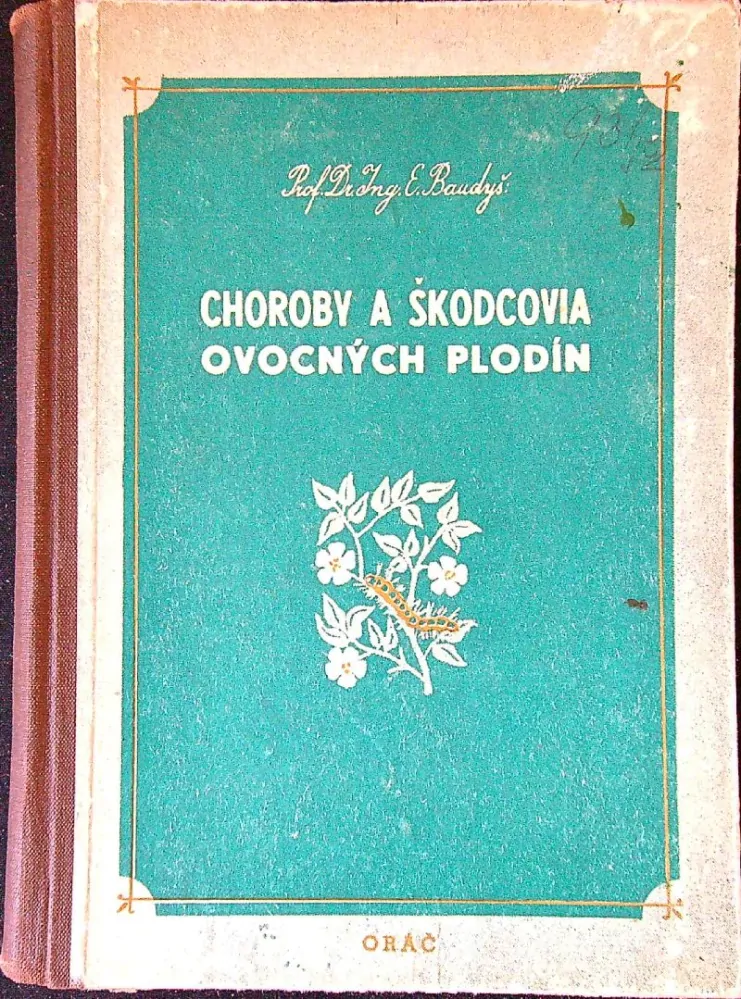 Prof. Dr. Ing. E. Baudyš:
CHOROBY A ŠKODCOVIA
OVOCNÝCH PLODÍN
ORÁČ